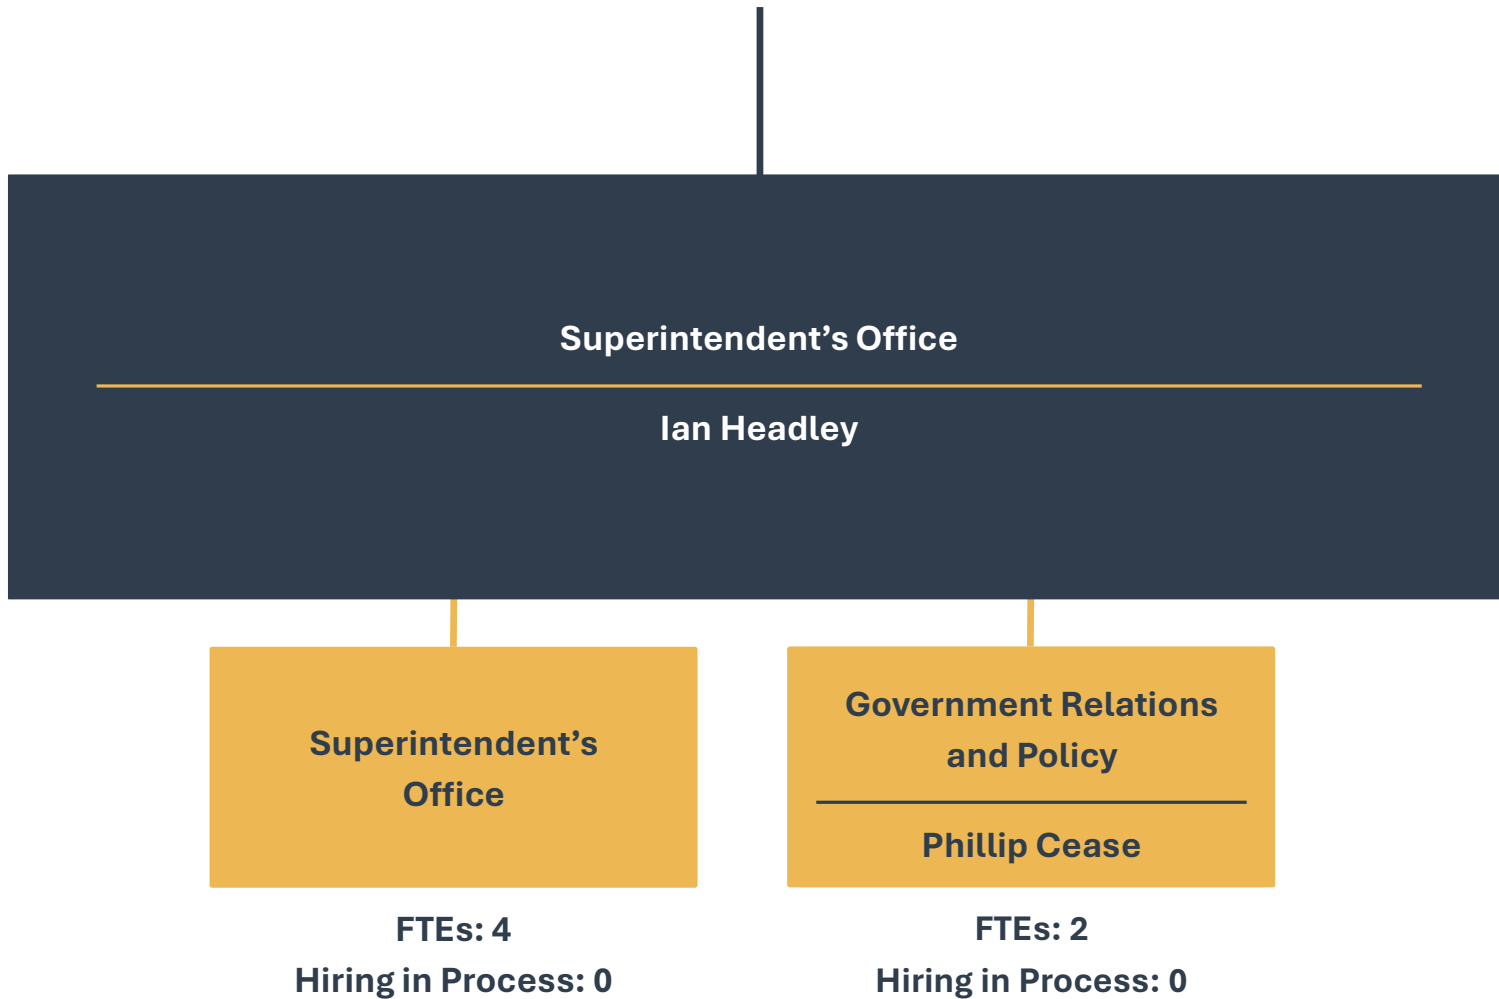 Superintendent’s Office
Ian Headley
Superintendent’s
Office
FTEs: 4
Hiring in Process: 0
Government Relations
and Policy
Phillip Cease
FTEs: 2
Hiring in Process: 0